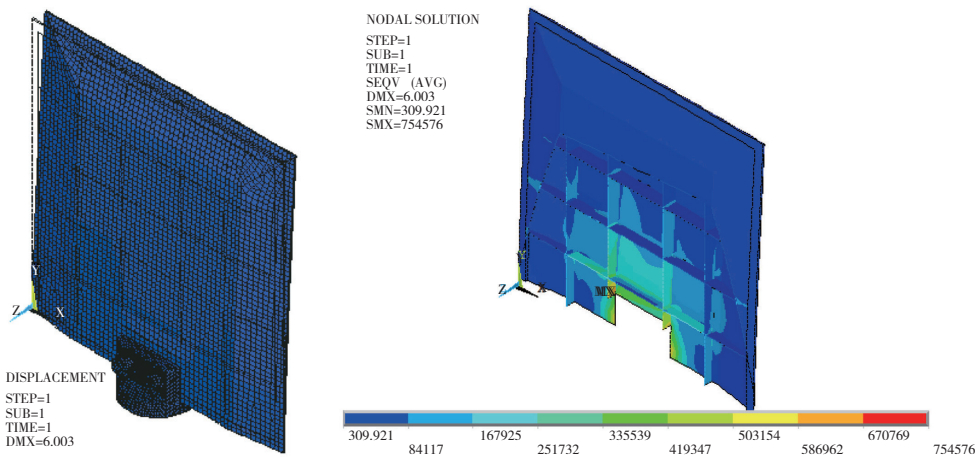 Y
Z
X
DISPLACEMENT
STEP=1
SUB=1
TIME=1
DMX=6.003
NODAL SOLUTION
STEP=1
SUB=1
TIME=1
SEQV (AVG)
DMX=6.003
SMN=309.921
SMX=754576
Y
Z
X
MX
309.921 167925 335539 503154 670769
84117 251732 419347 586962 754576